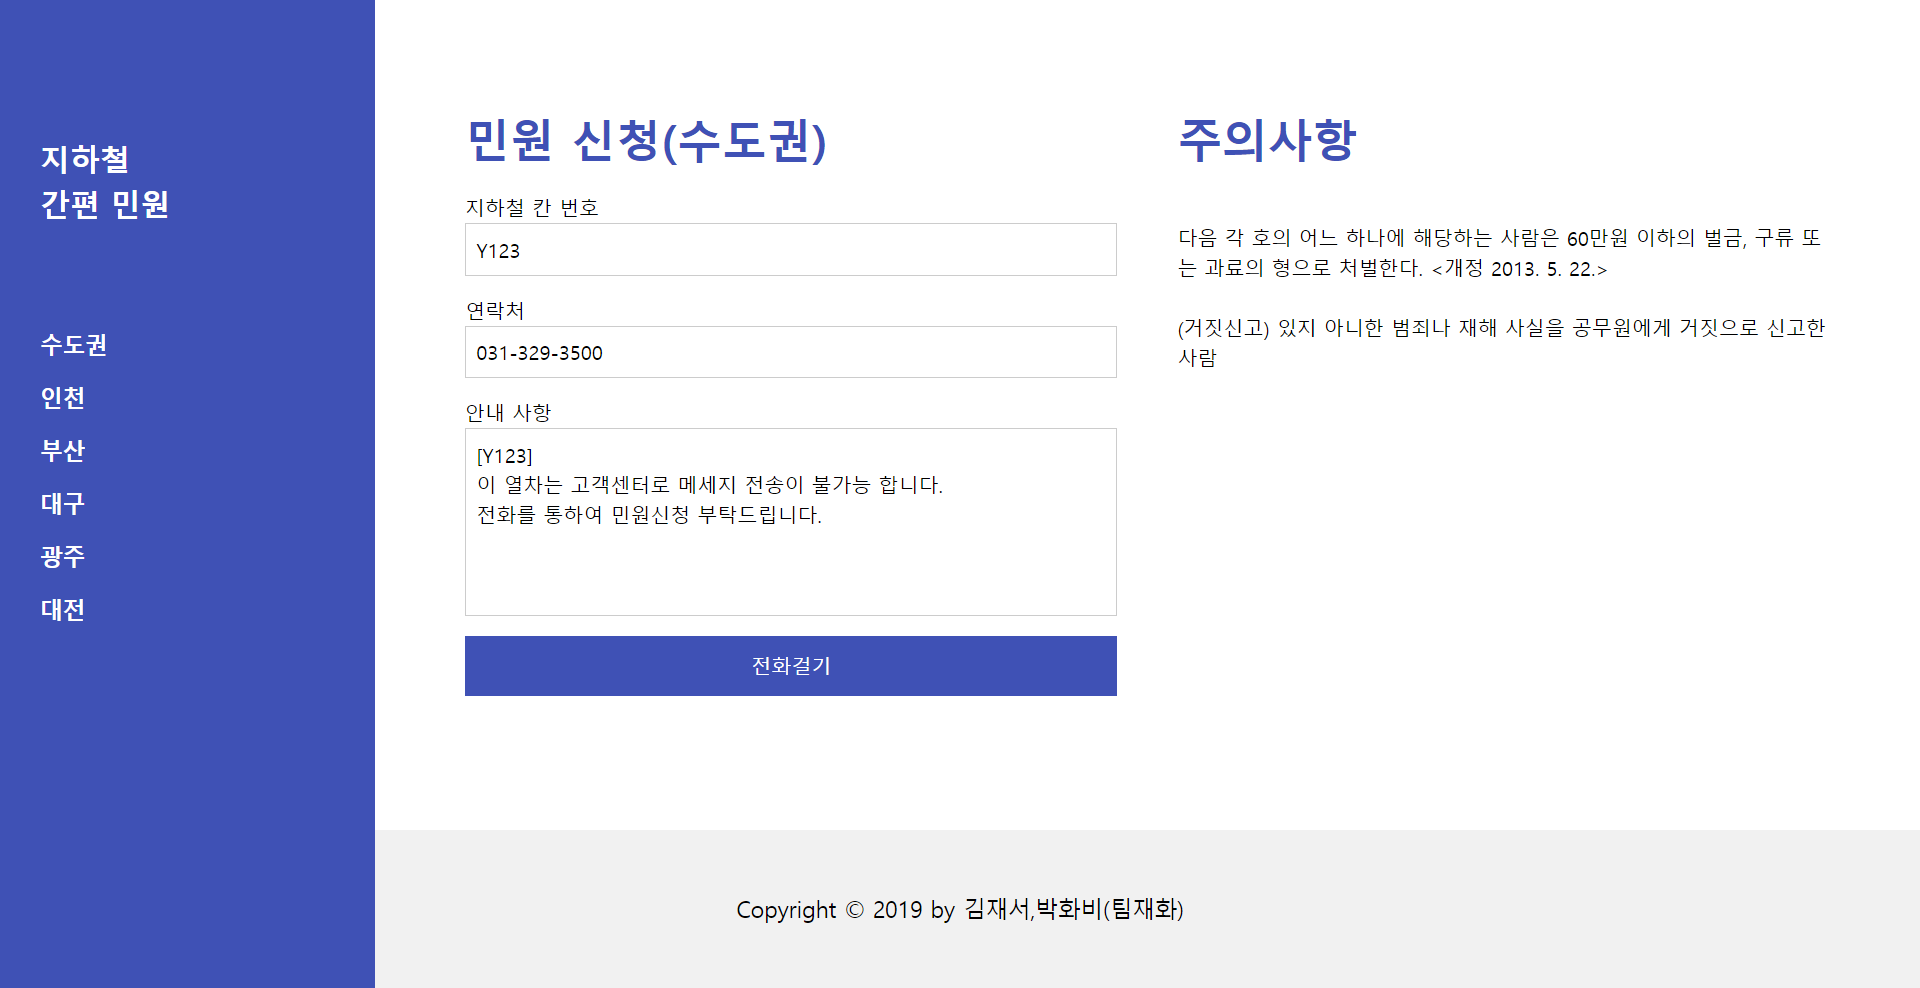 지하철
간편 민원
수도권
인천
부산
대구
광주
대전
민원 신청(수도권)
지하철 칸 번호
Y123
연락처
031-329-3500
안내 사항
[Y123]
이 열차는 고객센터로 메세지 전송이 불가능 합니다.
전화를 통하여 민원신청 부탁드립니다.
전화걸기
주의사항
다음 각 호의 어느 하나에 해당하는 사람은 60만원 이하의 벌금, 구류 또
는 과료의 형으로 처벌한다. <개정 2013. 5. 22.>
(거짓신고) 있지 아니한 범죄나 재해 사실을 공무원에게 거짓으로 신고한
사람
Copyright © 2019 by 김재서,박화비(팀재화)